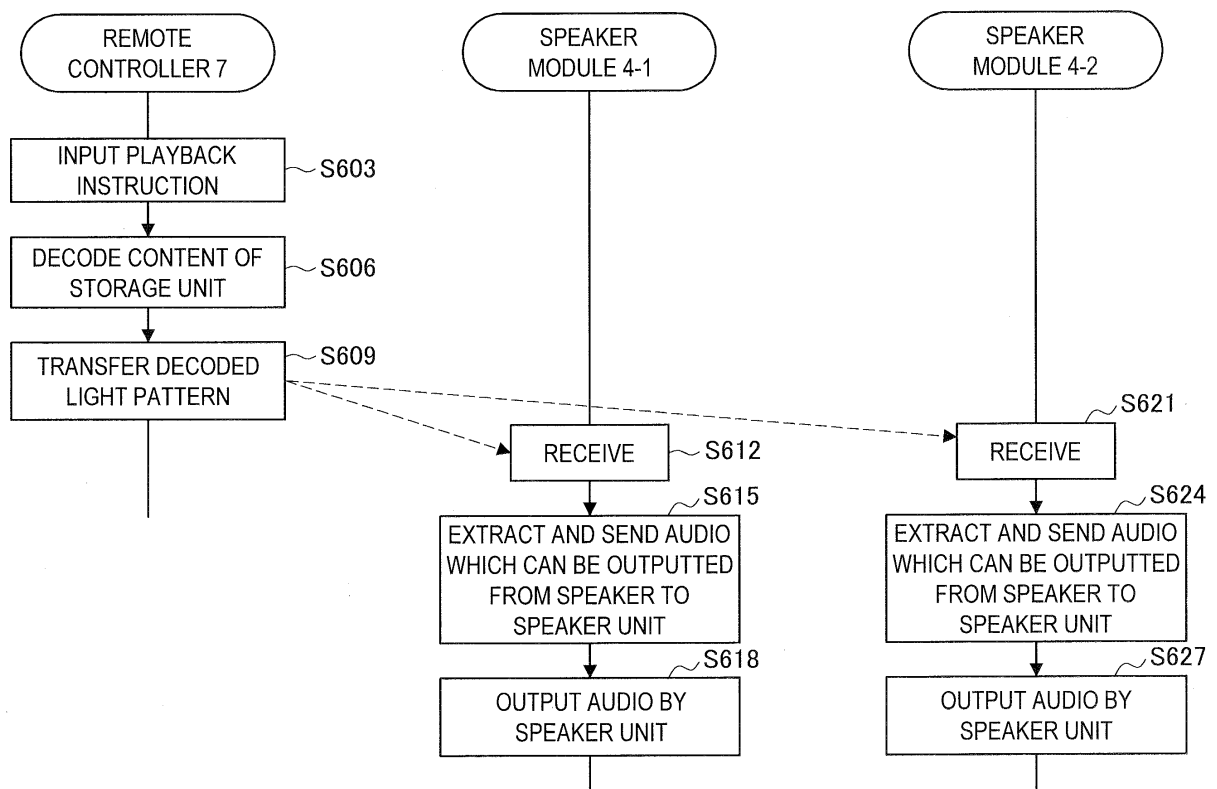 REMOTE
CONTROLLER 7
SPEAKER
MODULE 4-1
SPEAKER
MODULE 4-2
INPUT PLAYBACK
INSTRUCTION
S603
DECODE CONTENT OF
STORAGE UNIT
S606
TRANSFER DECODED
LIGHT PATTERN
S609
RECEIVE
S612
RECEIVE
S621
EXTRACT AND SEND AUDIO
WHICH CAN BE OUTPUTTED
FROM SPEAKER TO
SPEAKER UNIT
S615
EXTRACT AND SEND AUDIO
WHICH CAN BE OUTPUTTED
FROM SPEAKER TO
SPEAKER UNIT
S624
OUTPUT AUDIO BY
SPEAKER UNIT
S618
OUTPUT AUDIO BY
SPEAKER UNIT
S627